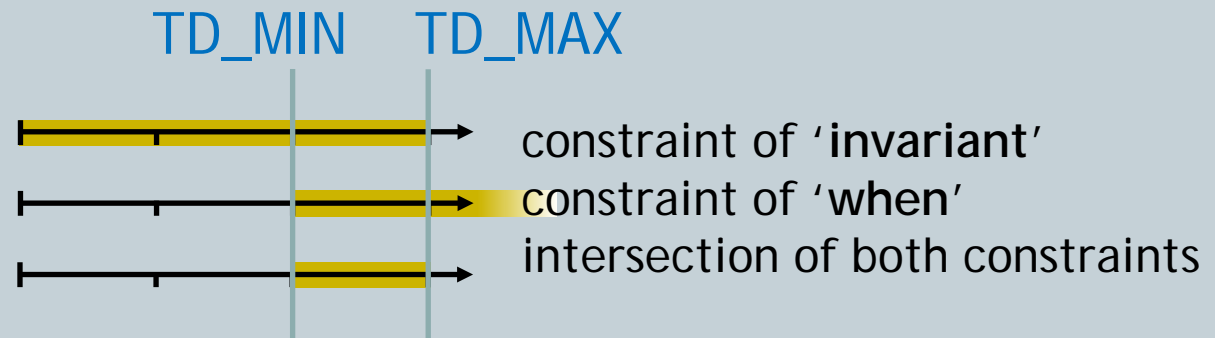 TD_MIN TD_MAX
constraint of ‘invariant’
constraint of ‘when’
intersection of both constraints